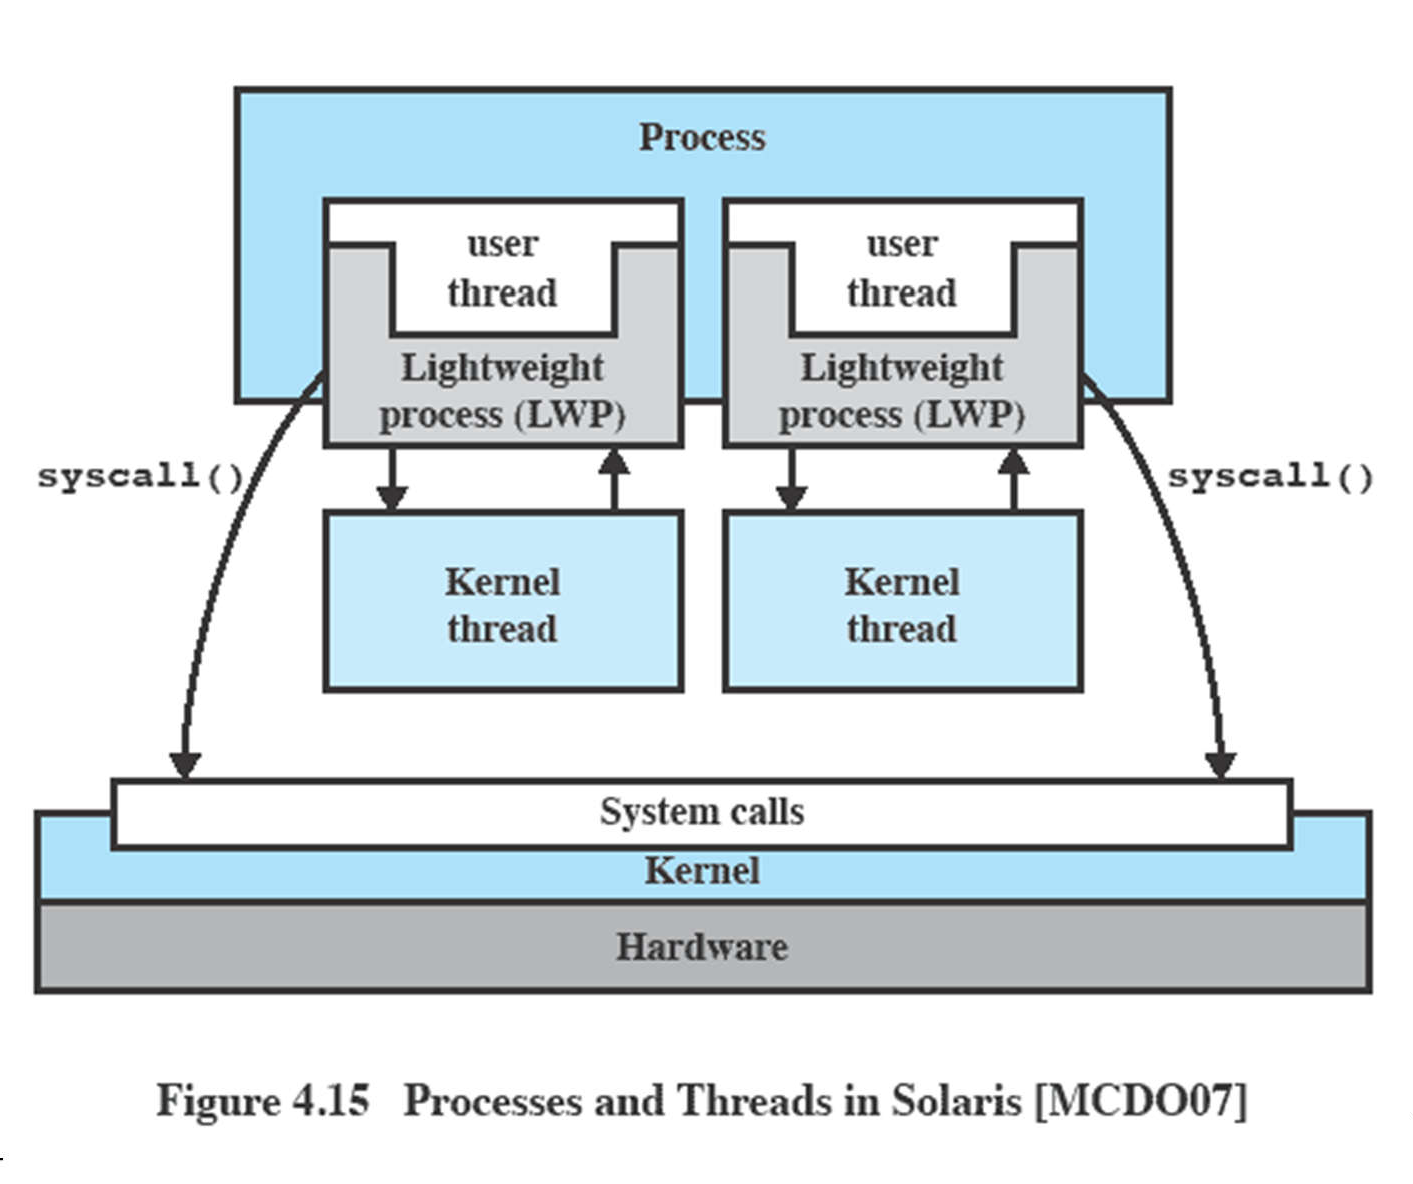 Process
user
thread
user
thread
Lightweight
process (LWP)
Lightweight
process (LWP)
syscall()
syscall()
Kernel
thread
Kernel
thread
System calls
Kernel
Hardware
Figure 4.15 Processes and Threads in Solaris [MCDO07]